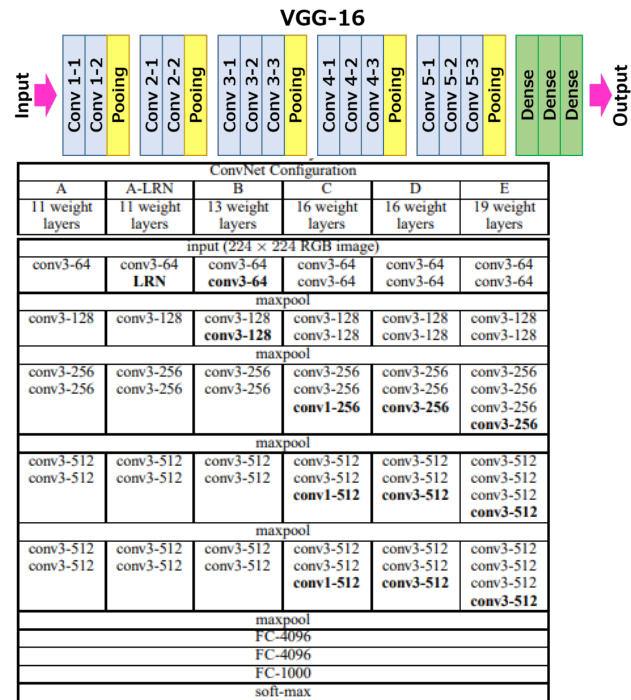 VGG-16
Input
Conv 1-1
Conv 1-2
Pooing
Conv 2-1
Conv 2-2
Pooing
Conv 3-1
Conv 3-2
Conv 3-3
Pooing
Conv 4-1
Conv 4-2
Conv 4-3
Pooing
Conv 5-1
Conv 5-2
Conv 5-3
Pooing
Dense
Dense
Dense
Output
ConvNet Configuration
A A-LRN B C D E
11 weight 11 weight 13 weight 16 weight 16 weight 19 weight
layers layers layers layers layers layers
input (224 × 224 RGB image)
conv3-64 conv3-64 conv3-64 conv3-64 conv3-64 conv3-64
LRN conv3-64 conv3-64 conv3-64 conv3-64
maxpool
conv3-128 conv3-128 conv3-128 conv3-128 conv3-128 conv3-128
conv3-128 conv3-128 conv3-128 conv3-128
maxpool
conv3-256 conv3-256 conv3-256 conv3-256 conv3-256 conv3-256
conv3-256 conv3-256 conv3-256 conv3-256 conv3-256 conv3-256
conv1-256 conv3-256 conv3-256
conv3-256
maxpool
conv3-512 conv3-512 conv3-512 conv3-512 conv3-512 conv3-512
conv3-512 conv3-512 conv3-512 conv3-512 conv3-512 conv3-512
conv1-512 conv3-512 conv3-512
conv3-512
maxpool
conv3-512 conv3-512 conv3-512 conv3-512 conv3-512 conv3-512
conv3-512 conv3-512 conv3-512 conv3-512 conv3-512 conv3-512
conv1-512 conv3-512 conv3-512
conv3-512
maxpool
FC-4096
FC-4096
FC-1000
soft-max